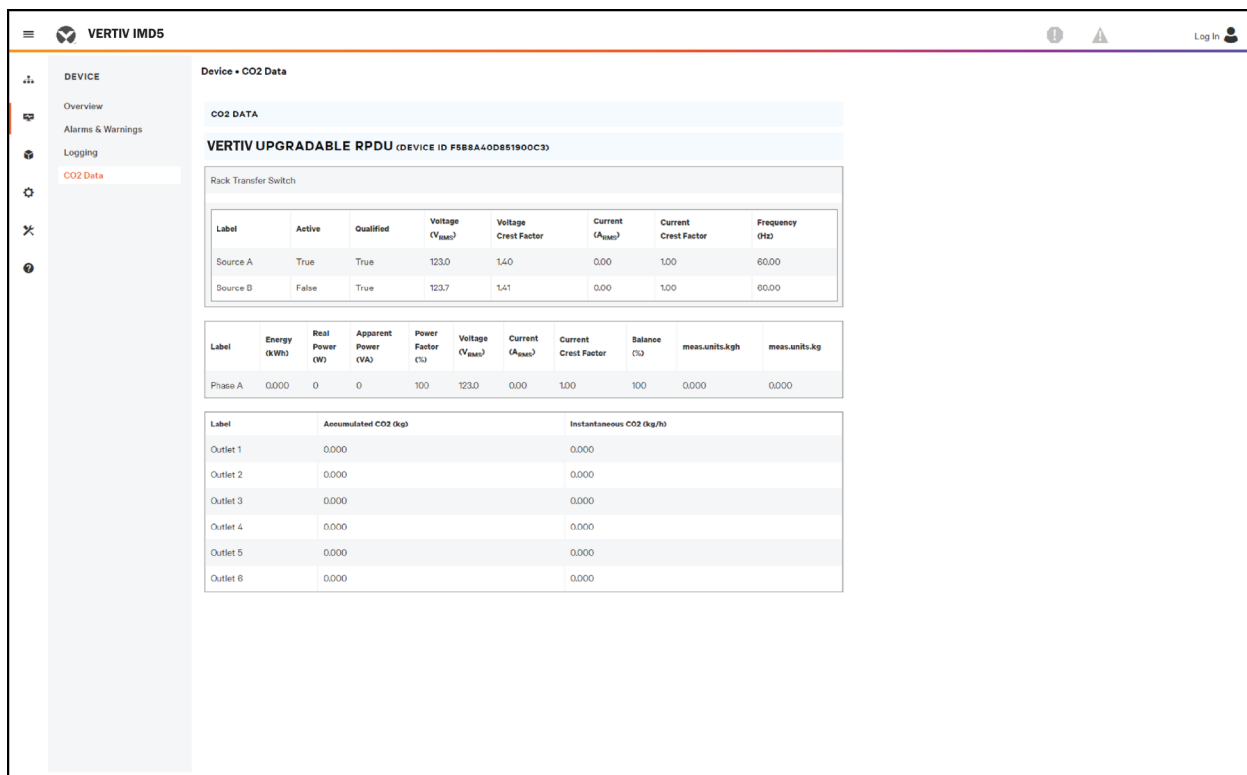 VERTIV IMD5
Log In
DEVICE
Overview
Alarms & Warnings
Logging
CO2 Data
Device • CO2 Data
CO2 DATA
VERTIV UPGRADABLE RPDU (DEVICE ID F5B8A40D851900C3)
Rack Transfer Switch
Label Active Qualified Voltage (VRMS) Voltage Crest Factor Current (ARMS) Current Crest Factor Frequency (Hz)
Source A True True 123.0 1.40 0.00 1.00 60.00
Source B False True 123.7 1.41 0.00 1.00 60.00
Label Energy (kWh) Real Power (W) Apparent Power (VA) Power Factor (%) Voltage (VRMS) Current (ARMS) Current Crest Factor Balance (%) meas.units.kgh meas.units.kg
Phase A 0.000 0 0 100 123.0 0.00 1.00 100 0.000 0.000
Label Accumulated CO2 (kg) Instantaneous CO2 (kg/h)
Outlet 1 0.000 0.000
Outlet 2 0.000 0.000
Outlet 3 0.000 0.000
Outlet 4 0.000 0.000
Outlet 5 0.000 0.000
Outlet 6 0.000 0.000